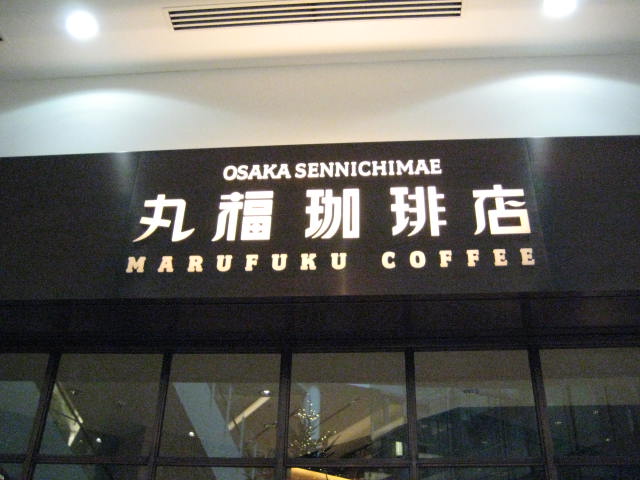 OSAKA SENNICHIMAE
丸福珈琲店
MARUFUKU COFFEE